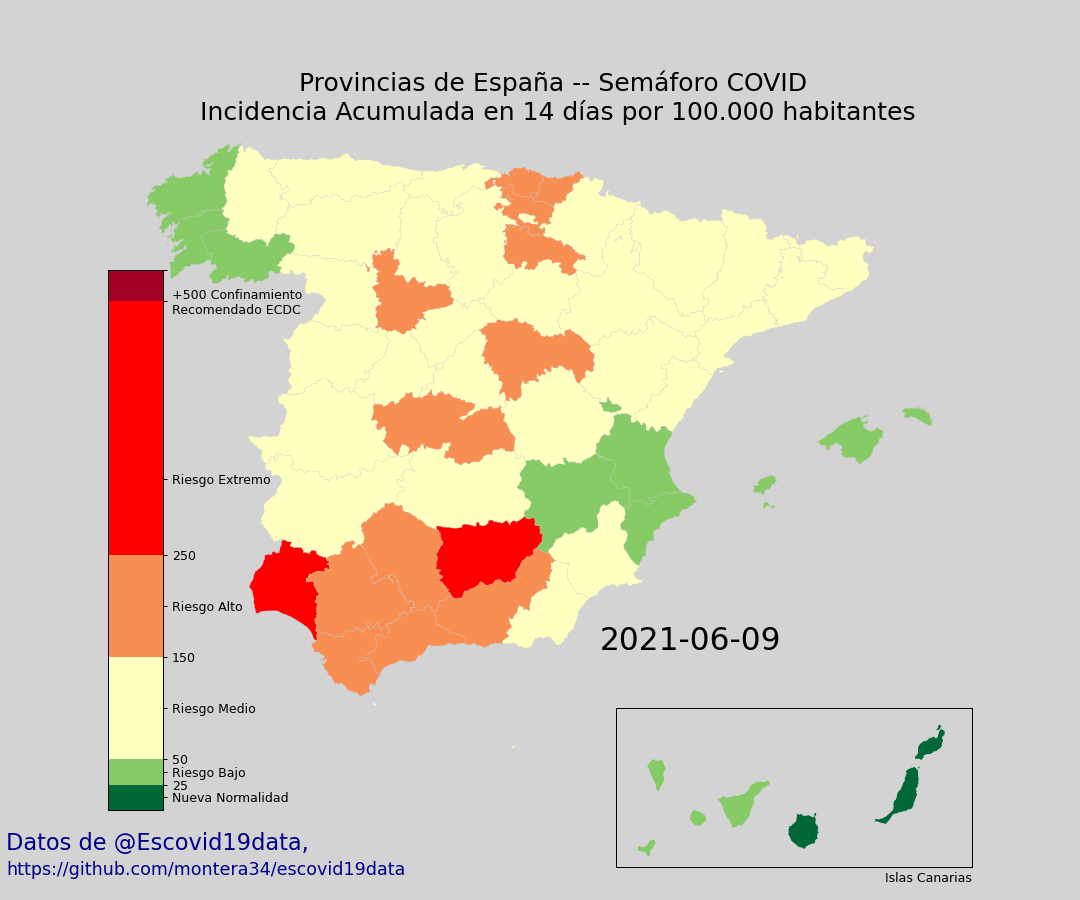 Provincias de España -- Semáforo COVID
Incidencia Acumulada en 14 días por 100.000 habitantes
+500 Confinamiento
Recomendado ECDC
Riesgo Extremo
250
Riesgo Alto
150
Riesgo Medio
50
Riesgo Bajo
25
Nueva Normalidad
2021-06-09
Islas Canarias
Datos de @Escovid19data,
https://github.com/montera34/escovid19data